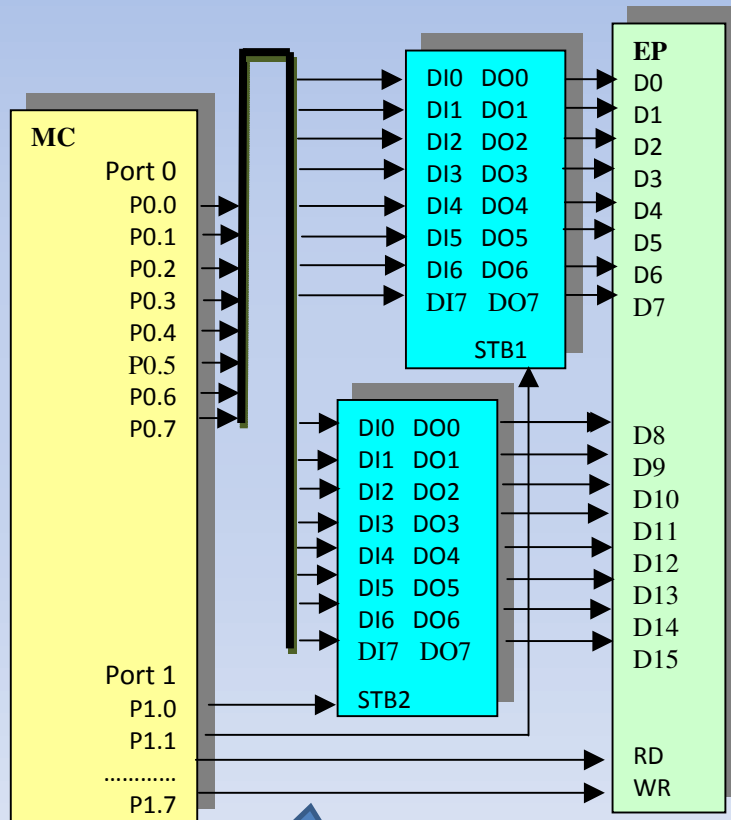 MC
Port 0
P0.0
P0.1
P0.2
P0.3
P0.4
P0.5
P0.6
P0.7
Port 1
P1.0
P1.1
............
P1.7
DI0 DO0
DI1 DO1
DI2 DO2
DI3 DO3
DI4 DO4
DI5 DO5
DI6 DO6
DI7 DO7
STB1
DI0 DO0
DI1 DO1
DI2 DO2
DI3 DO3
DI4 DO4
DI5 DO5
DI6 DO6
DI7 DO7
STB2
EP
D0
D1
D2
D3
D4
D5
D6
D7
D8
D9
D10
D11
D12
D13
D14
D15
RD
WR